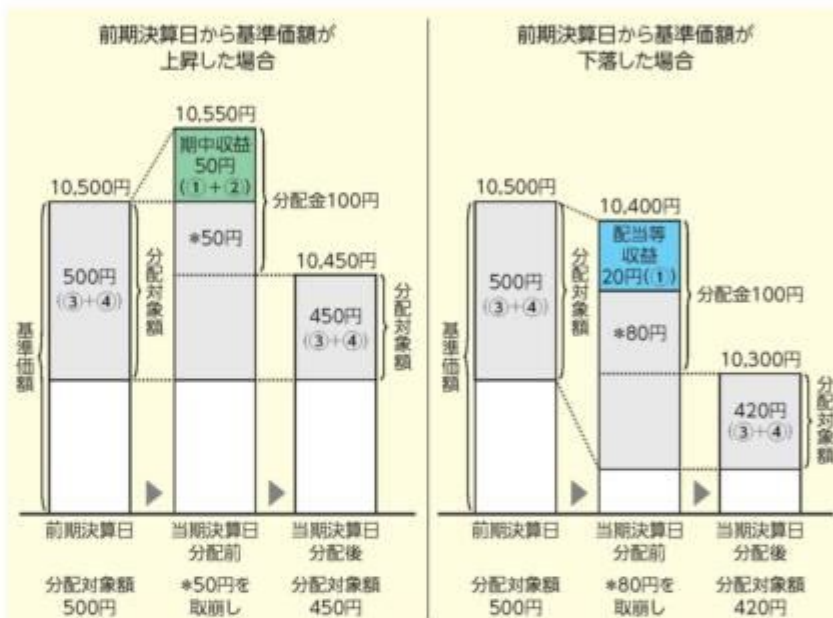 前期決算日から基準価額が
上昇した場合
10,550円
期中収益
50円
(①+②)
10,500円
分配金100円
*50円
10,450円
500円
(③+④)
分配対象額
450円
(③+④)
分配対象額
基準価額
前期決算日
当期決算日
分配前
当期決算日
分配後
分配対象額
500円
*50円を
取崩し
分配対象額
450円
前期決算日から基準価額が
下落した場合
10,500円
10,400円
配当等
収益
20円(①)
500円
(③+④)
分配対象額
分配金100円
*80円
10,300円
420円
(③+④)
分配対象額
基準価額
前期決算日
当期決算日
分配前
当期決算日
分配後
分配対象額
500円
*80円を
取崩し
分配対象額
420円